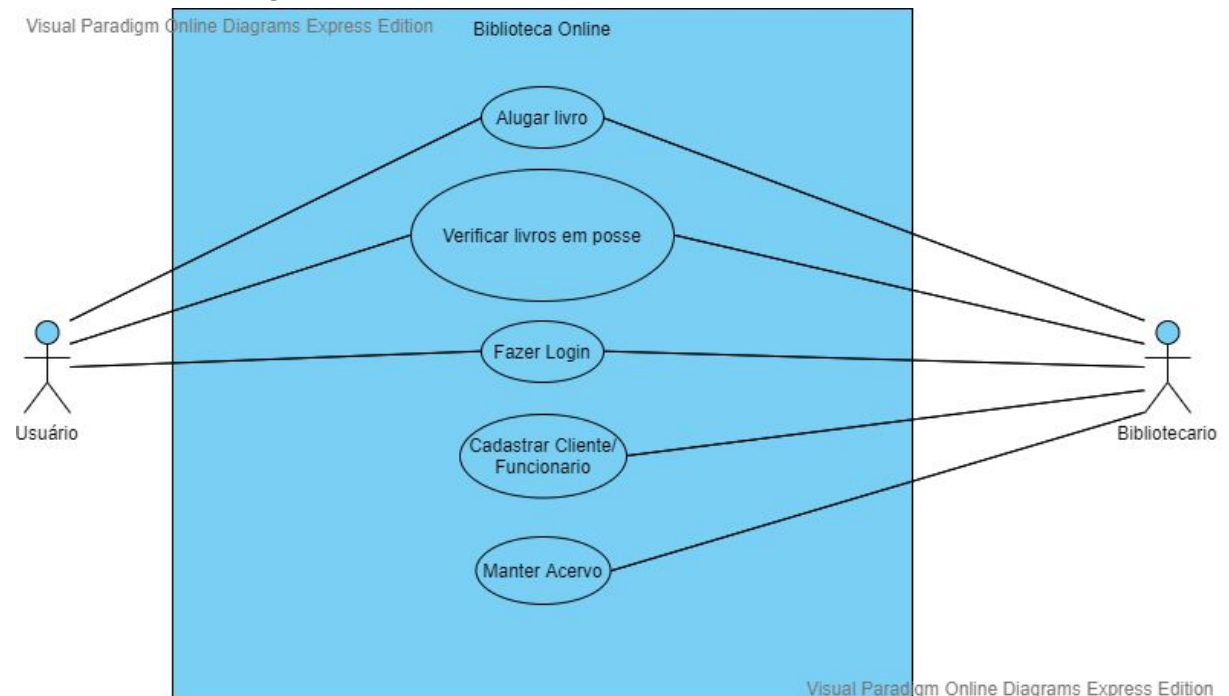 Visual Paradigm Online Diagrams Express Edition
Biblioteca Online
Alugar livro
Verificar livros em posse
Fazer Login
Usuário
Bibliotecario
Cadastrar Cliente/
Funcionario
Manter Acervo
Visual Paradigm Online Diagrams Express Edition